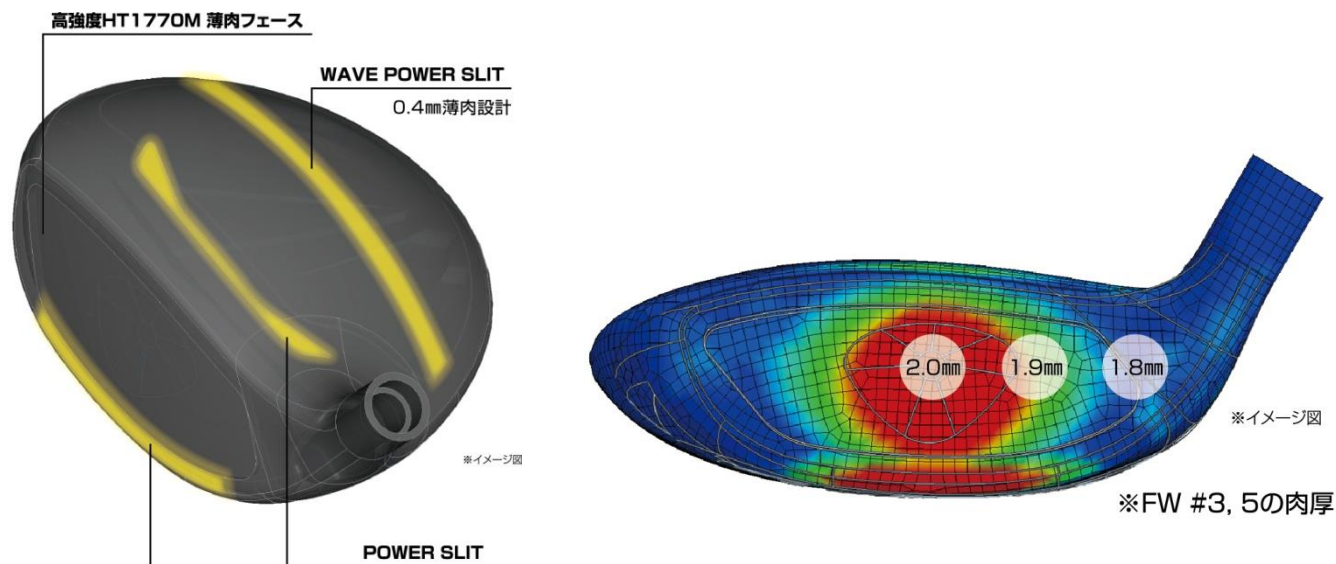 高強度HT1770M 薄肉フェース
WAVE POWER SLIT
0.4㎜薄肉設計
※イメージ図
POWER SLIT
2.0㎜
1.9㎜
1.8㎜
※イメージ図
※FW #3, 5の肉厚